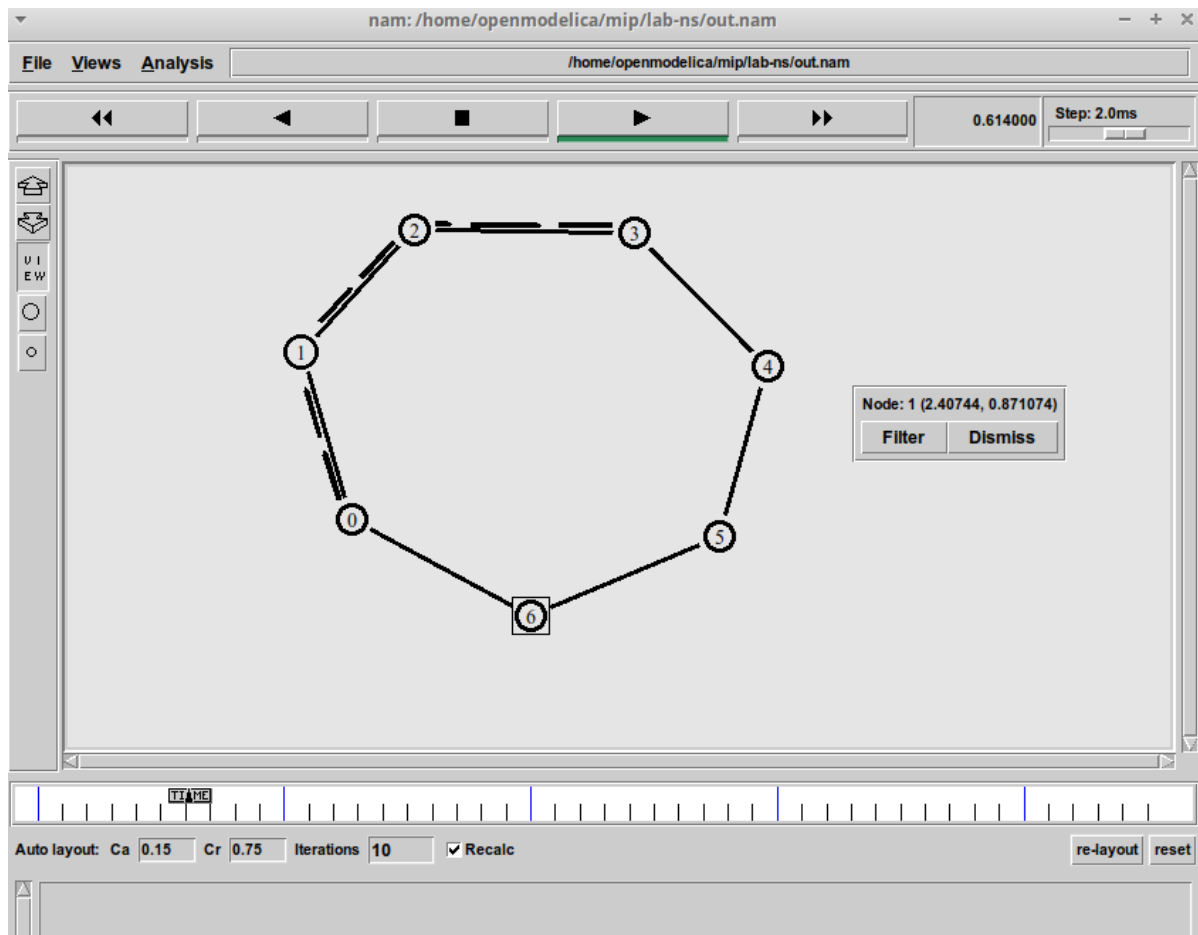 nam: /home/openmodelica/mip/lab-ns/out.nam
File Views Analysis /home/openmodelica/mip/lab-ns/out.nam
0.614000 Step: 2.0ms
V I
E W
2
3
1
4
Node: 1 (2.40744, 0.871074)
Filter Dismiss
0
5
6
TIME
Auto layout: Ca 0.15 Cr 0.75 Iterations 10 Recalc re-layout reset